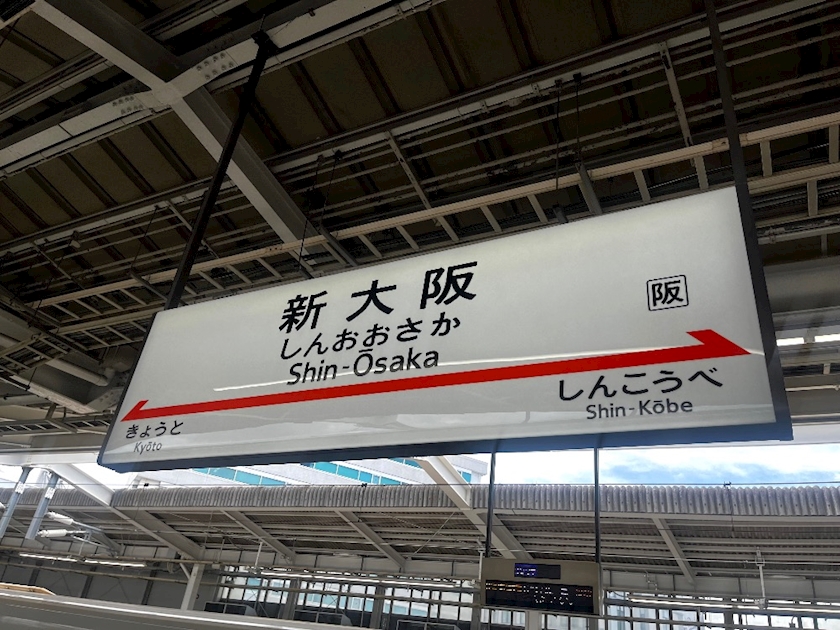 新大阪
しんおおさか
Shin-Ōsaka
阪
きょうと
Kyōto
しんこうべ
Shin-Kōbe